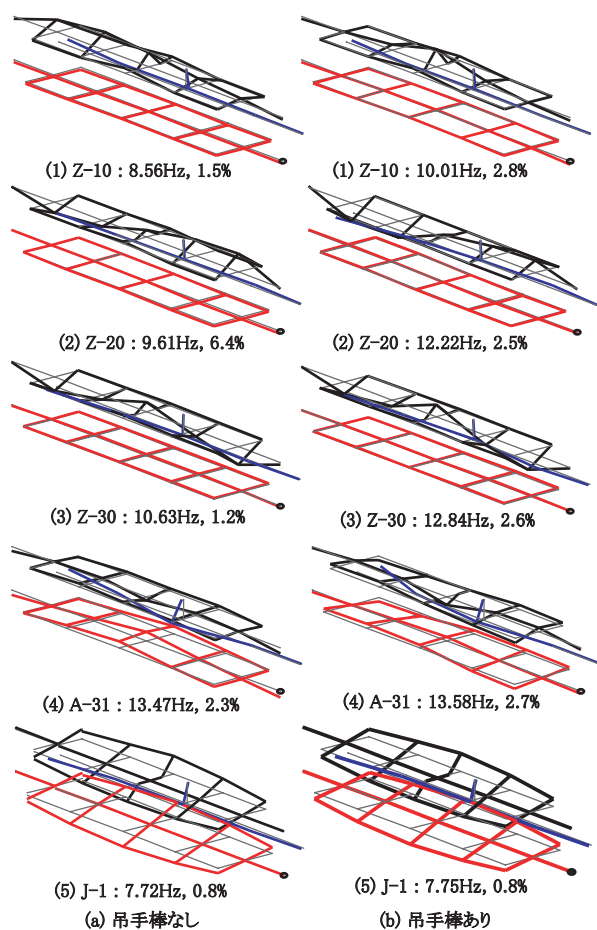 (1) Z-10 : 8.56Hz, 1.5%
(1) Z-10 : 10.01Hz, 2.8%
(2) Z-20 : 9.61Hz, 6.4%
(2) Z-20 : 12.22Hz, 2.5%
(3) Z-30 : 10.63Hz, 1.2%
(3) Z-30 : 12.84Hz, 2.6%
(4) A-31 : 13.47Hz, 2.3%
(4) A-31 : 13.58Hz, 2.7%
(5) J-1 : 7.72Hz, 0.8%
(5) J-1 : 7.75Hz, 0.8%
(a) 吊手棒なし
(b) 吊手棒あり